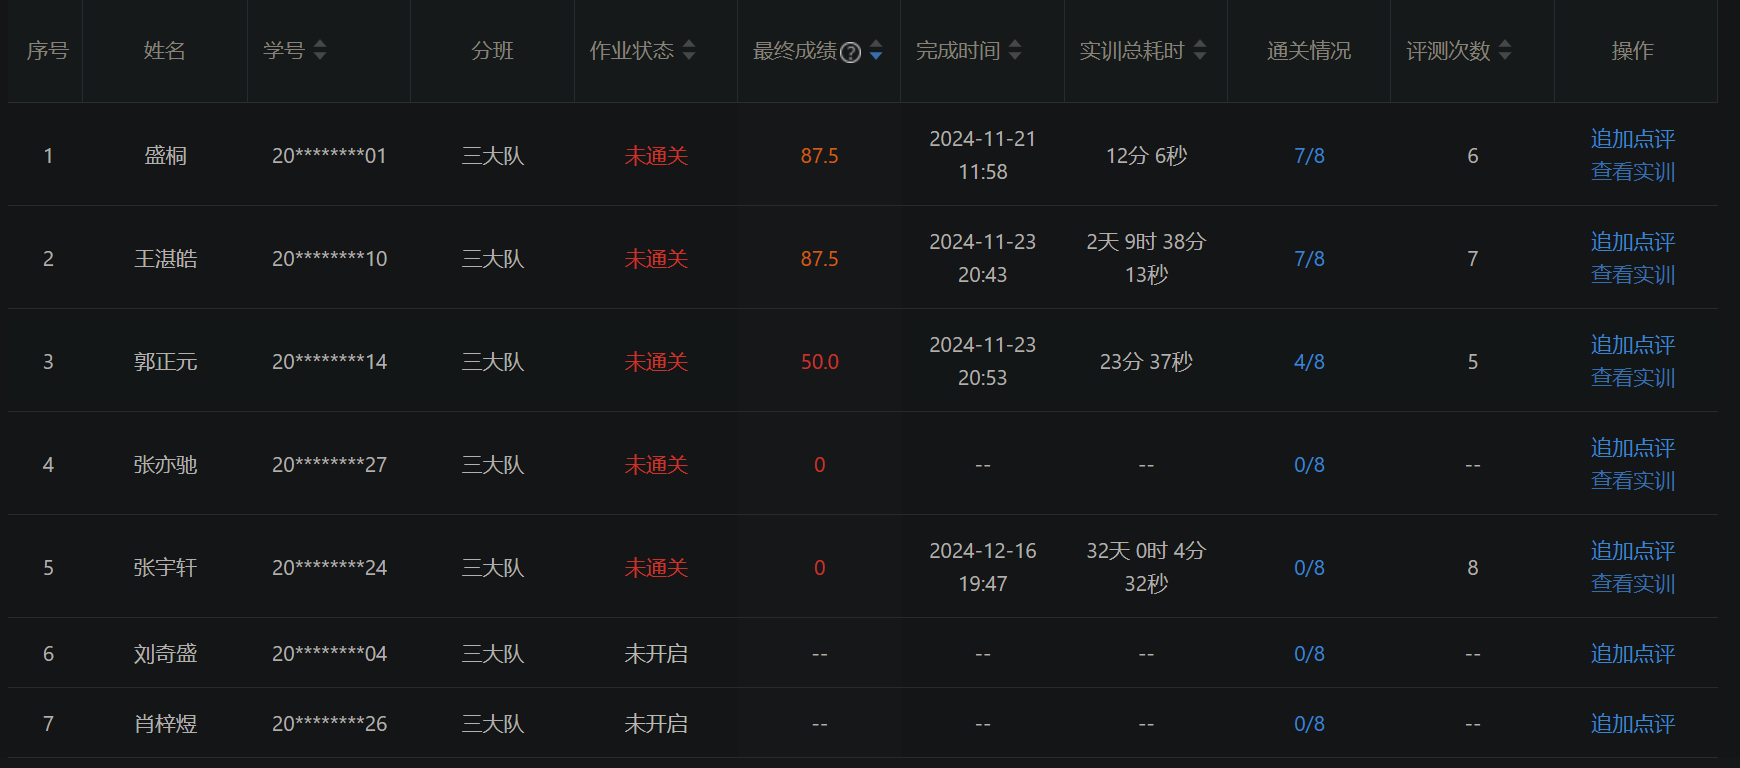 序号 姓名 学号 分班 作业状态 最终成绩? 完成时间 实训总耗时 通关情况 评测次数 操作
1 盛桐 20********01 三大队 未通关 87.5 2024-11-21 11:58 12分 6秒 7/8 6 追加点评 查看实训
2 王湛皓 20********10 三大队 未通关 87.5 2024-11-23 20:43 2天 9时 38分 13秒 7/8 7 追加点评 查看实训
3 郭正元 20********14 三大队 未通关 50.0 2024-11-23 20:53 23分 37秒 4/8 5 追加点评 查看实训
4 张亦驰 20********27 三大队 未通关 0 -- -- 0/8 -- 追加点评 查看实训
5 张宇轩 20********24 三大队 未通关 0 2024-12-16 19:47 32天 0时 4分 32秒 0/8 8 追加点评 查看实训
6 刘奇盛 20********04 三大队 未开启 -- -- -- 0/8 -- 追加点评
7 肖梓煜 20********26 三大队 未开启 -- -- -- 0/8 -- 追加点评